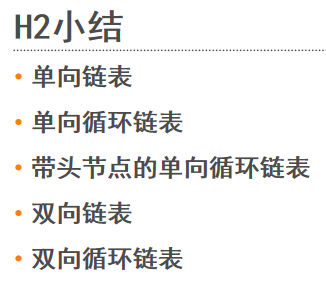 H2小结
• 单向链表
• 单向循环链表
• 带头节点的单向循环链表
• 双向链表
• 双向循环链表